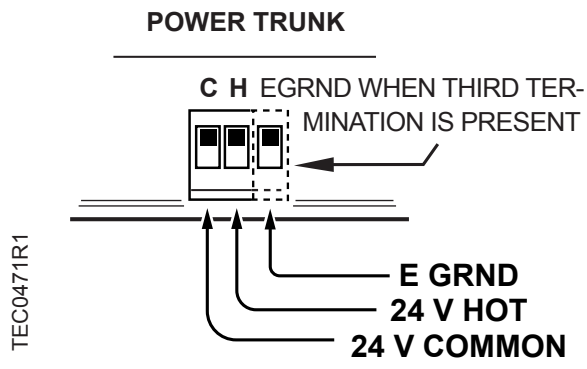 POWER TRUNK
C H EGRND WHEN THIRD TER-
MINATION IS PRESENT
E GRND
24 V HOT
24 V COMMON
TEC0471R1